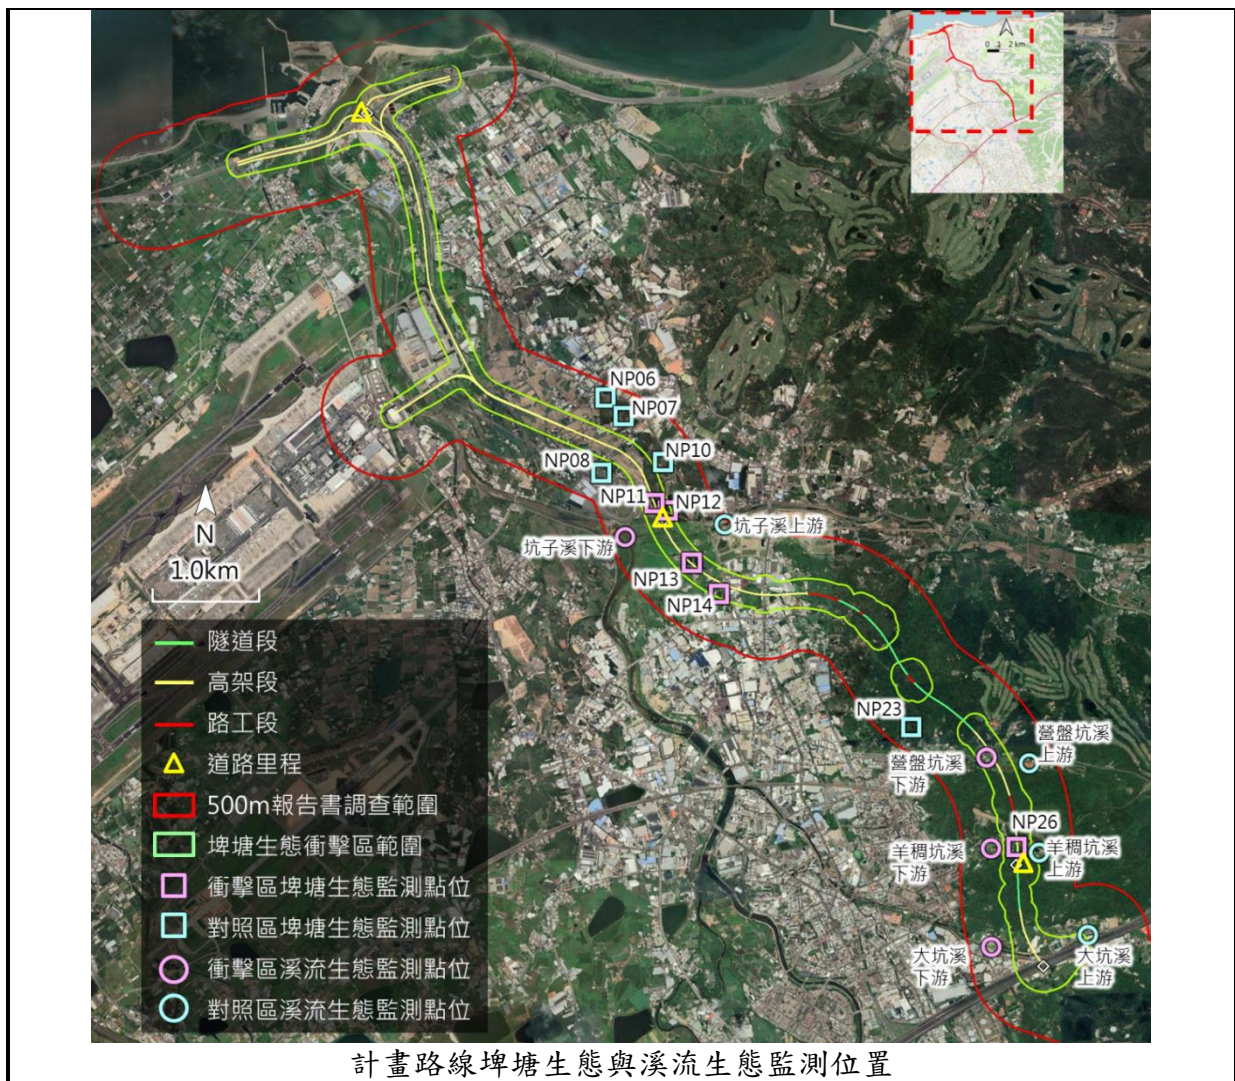 0 1 2 km
NP06
NP07
NP10
NP08
NP11
NP12
坑子溪上游
坑子溪下游
NP13
NP14
N
1.0km
隧道段
高架段
路工段
道路里程
500m報告書調查範圍
埤塘生態衝擊區範圍
衝擊區埤塘生態監測點位
對照區埤塘生態監測點位
衝擊區溪流生態監測點位
對照區溪流生態監測點位
NP23
營盤坑溪
上游
營盤坑溪
下游
NP26
羊稠坑溪
下游
羊稠坑溪
上游
大坑溪
下游
大坑溪
上游
計畫路線埤塘生態與溪流生態監測位置